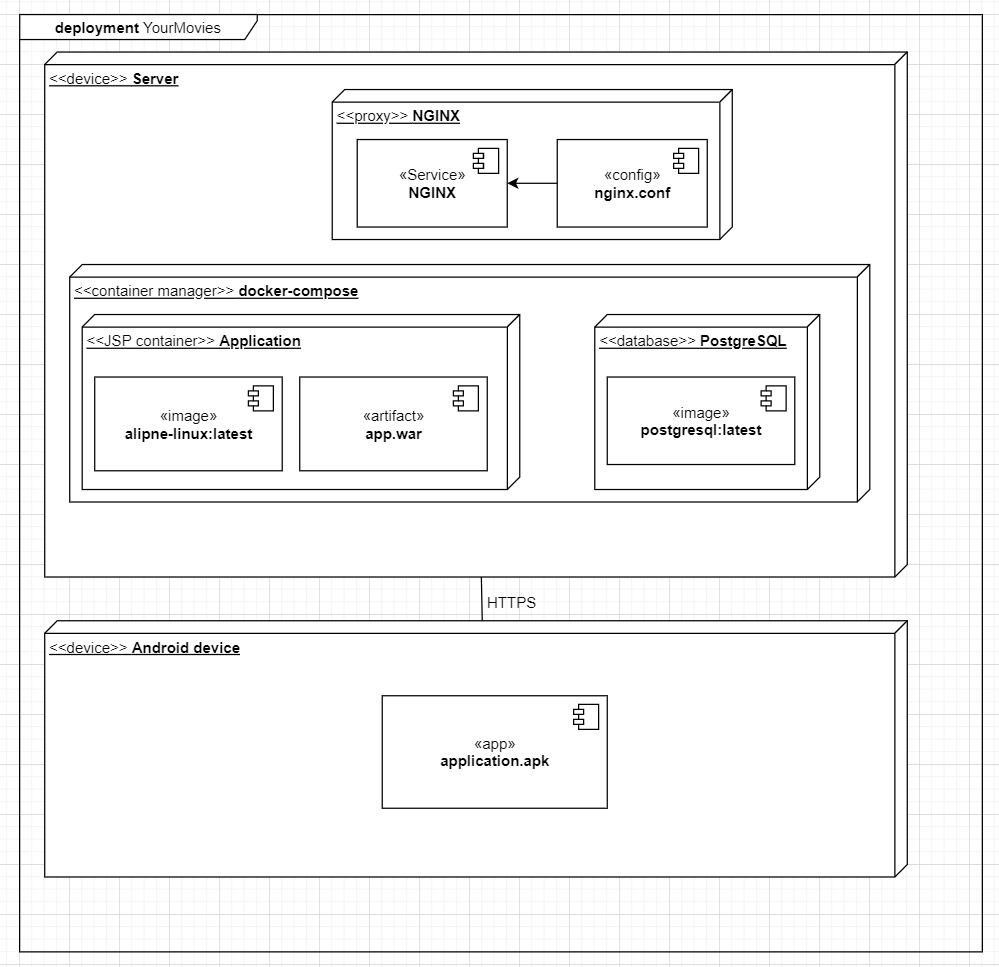 deployment YourMovies
<<device>> Server
<<proxy>> NGINX
«Service»
NGINX
«config»
nginx.conf
<<container manager>> docker-compose
<<JSP container>> Application
«image»
alipne-linux:latest
«artifact»
app.war
<<database>> PostgreSQL
«image»
postgresql:latest
HTTPS
<<device>> Android device
«app»
application.apk